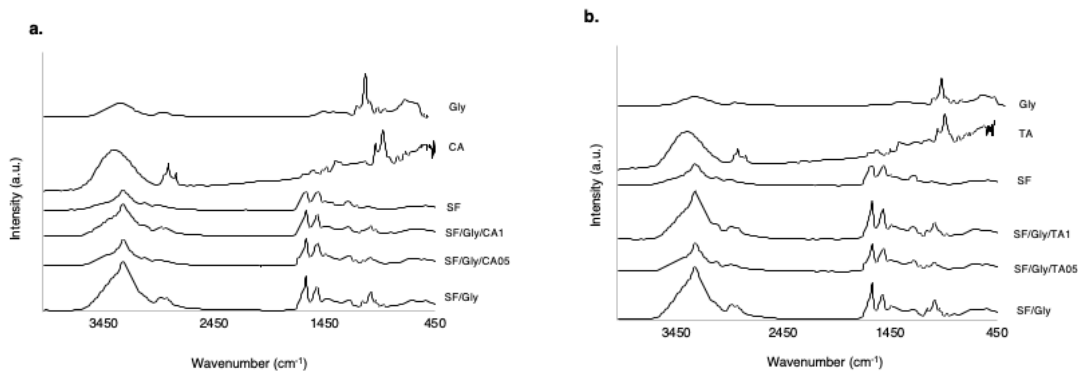 a.
Intensity (a.u.)
Gly
CA
SF
SF/Gly/CA1
SF/Gly/CA05
SF/Gly
3450 2450 1450 450
Wavenumber (cm⁻¹)
b.
Intensity (a.u.)
Gly
TA
SF
SF/Gly/TA1
SF/Gly/TA05
SF/Gly
3450 2450 1450 450
Wavenumber (cm⁻¹)